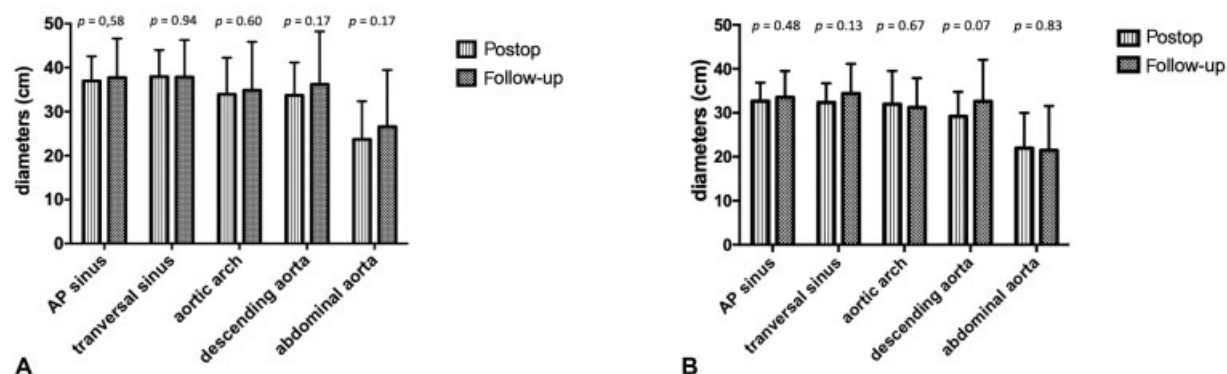 p = 0,58 p = 0.94 p = 0.60 p = 0.17 p = 0.17
50
40
30
20
10
0
diameters (cm)
Postop
Follow-up
AP sinus
tranversal sinus
aortic arch
descending aorta
abdominal aorta
A
p = 0.48 p = 0.13 p = 0.67 p = 0.07 p = 0.83
50
40
30
20
10
0
diameters (cm)
Postop
Follow-up
AP sinus
tranversal sinus
aortic arch
descending aorta
abdominal aorta
B